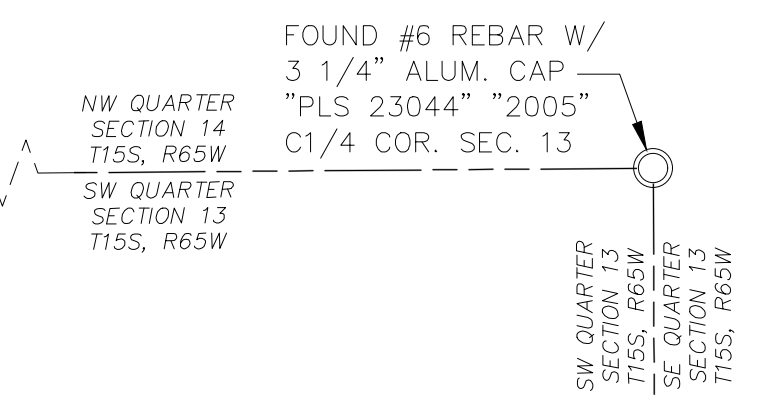 FOUND #6 REBAR W/
3 1/4" ALUM. CAP
"PLS 23044" "2005"
C1/4 COR. SEC. 13
NW QUARTER
SECTION 14
T15S, R65W
SW QUARTER
SECTION 13
T15S, R65W
SW QUARTER
SECTION 13
T15S, R65W
SE QUARTER
SECTION 13
T15S, R65W